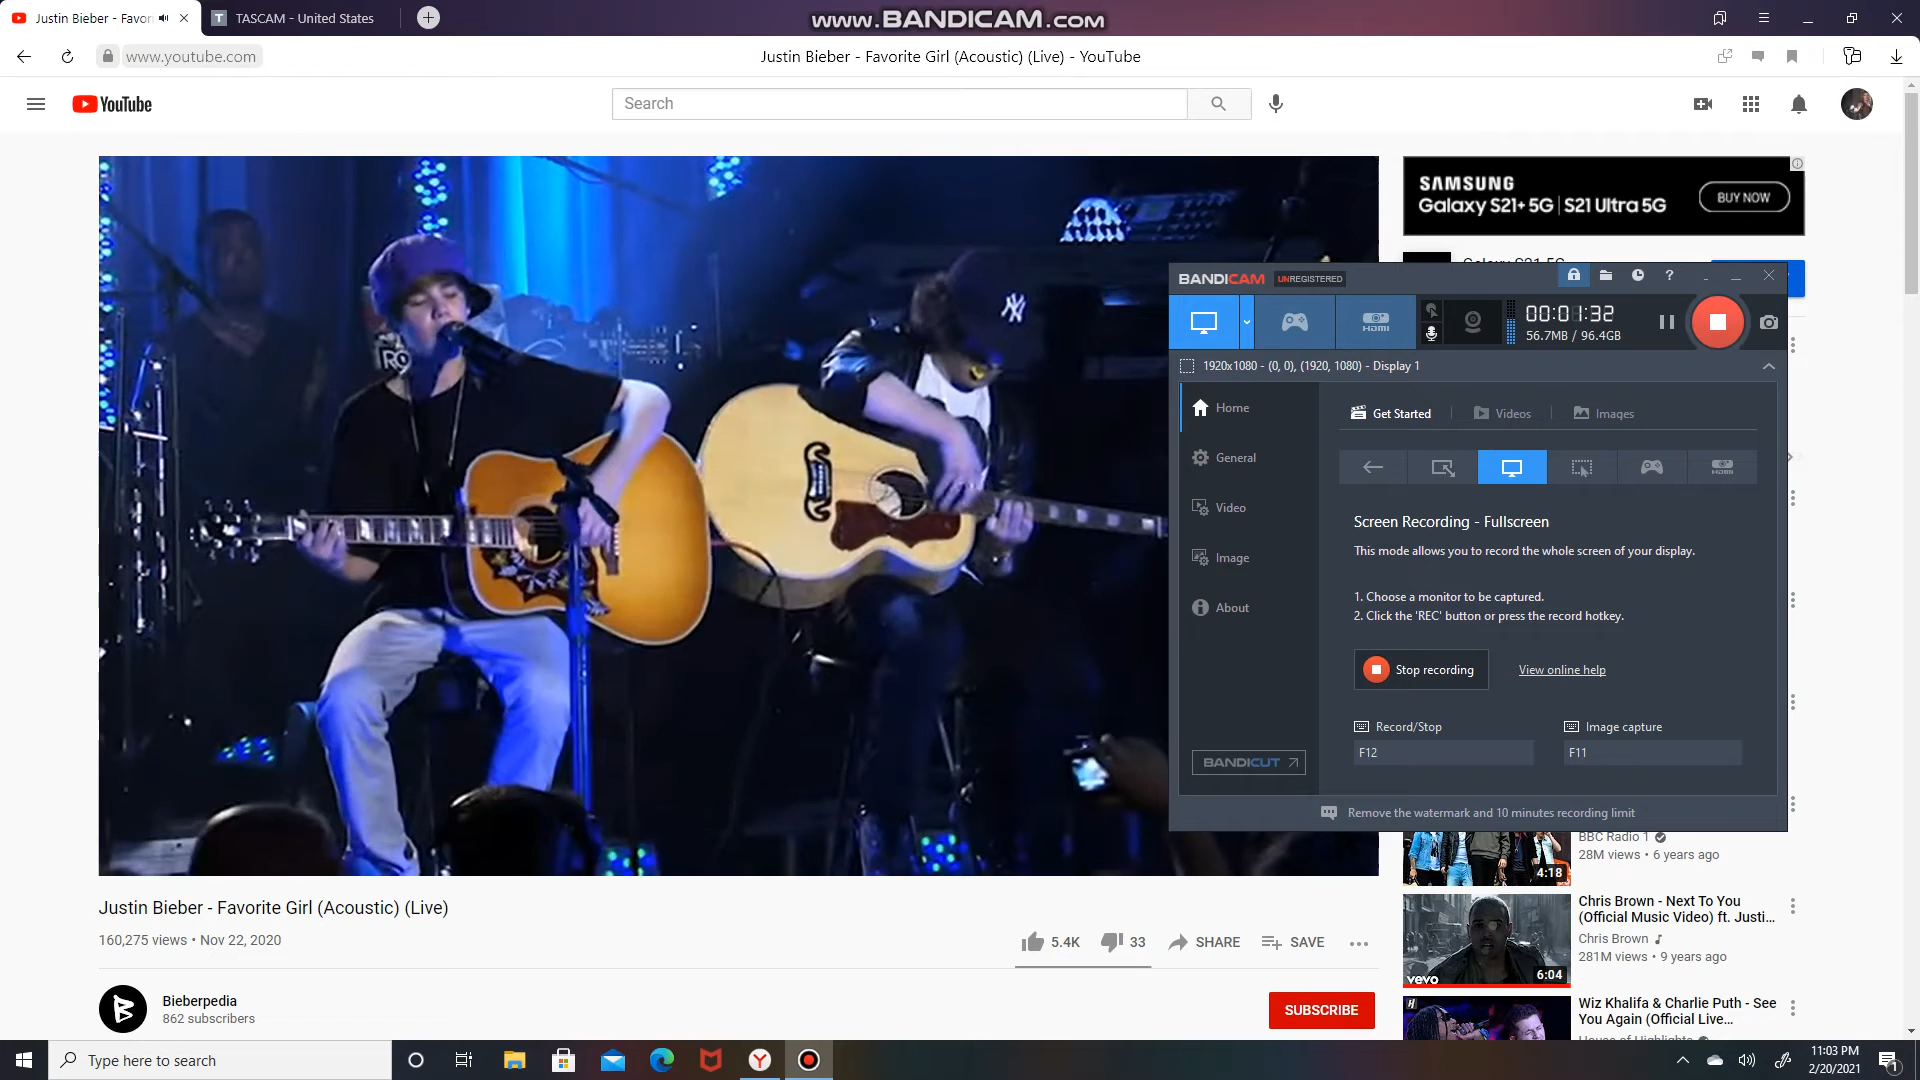 Justin Bieber - Favori
TASCAM - United States
www.BANDICAM.com
www.youtube.com
Justin Bieber - Favorite Girl (Acoustic) (Live) - YouTube
YouTube
Search
SAMSUNG
Galaxy S21+ 5G | S21 Ultra 5G
BUY NOW
BANDICAM UNREGISTERED
HDMI
00:01:32
56.7MB / 96.4GB
1920x1080 - (0, 0), (1920, 1080) - Display 1
Home
General
Video
Image
About
BANDICUT
Get Started
Videos
Images
HDMI
Screen Recording - Fullscreen
This mode allows you to record the whole screen of your display.
1. Choose a monitor to be captured.
2. Click the 'REC' button or press the record hotkey.
Stop recording
View online help
Record/Stop
Image capture
F12
F11
Remove the watermark and 10 minutes recording limit
BBC Radio 1
28M views • 6 years ago
4:18
Chris Brown - Next To You
(Official Music Video) ft. Justi...
Chris Brown
281M views • 9 years ago
vevo
6:04
Wiz Khalifa & Charlie Puth - See
You Again (Official Live...
Justin Bieber - Favorite Girl (Acoustic) (Live)
160,275 views • Nov 22, 2020
5.4K
33
SHARE
SAVE
Bieberpedia
862 subscribers
SUBSCRIBE
Type here to search
11:03 PM
2/20/2021
1